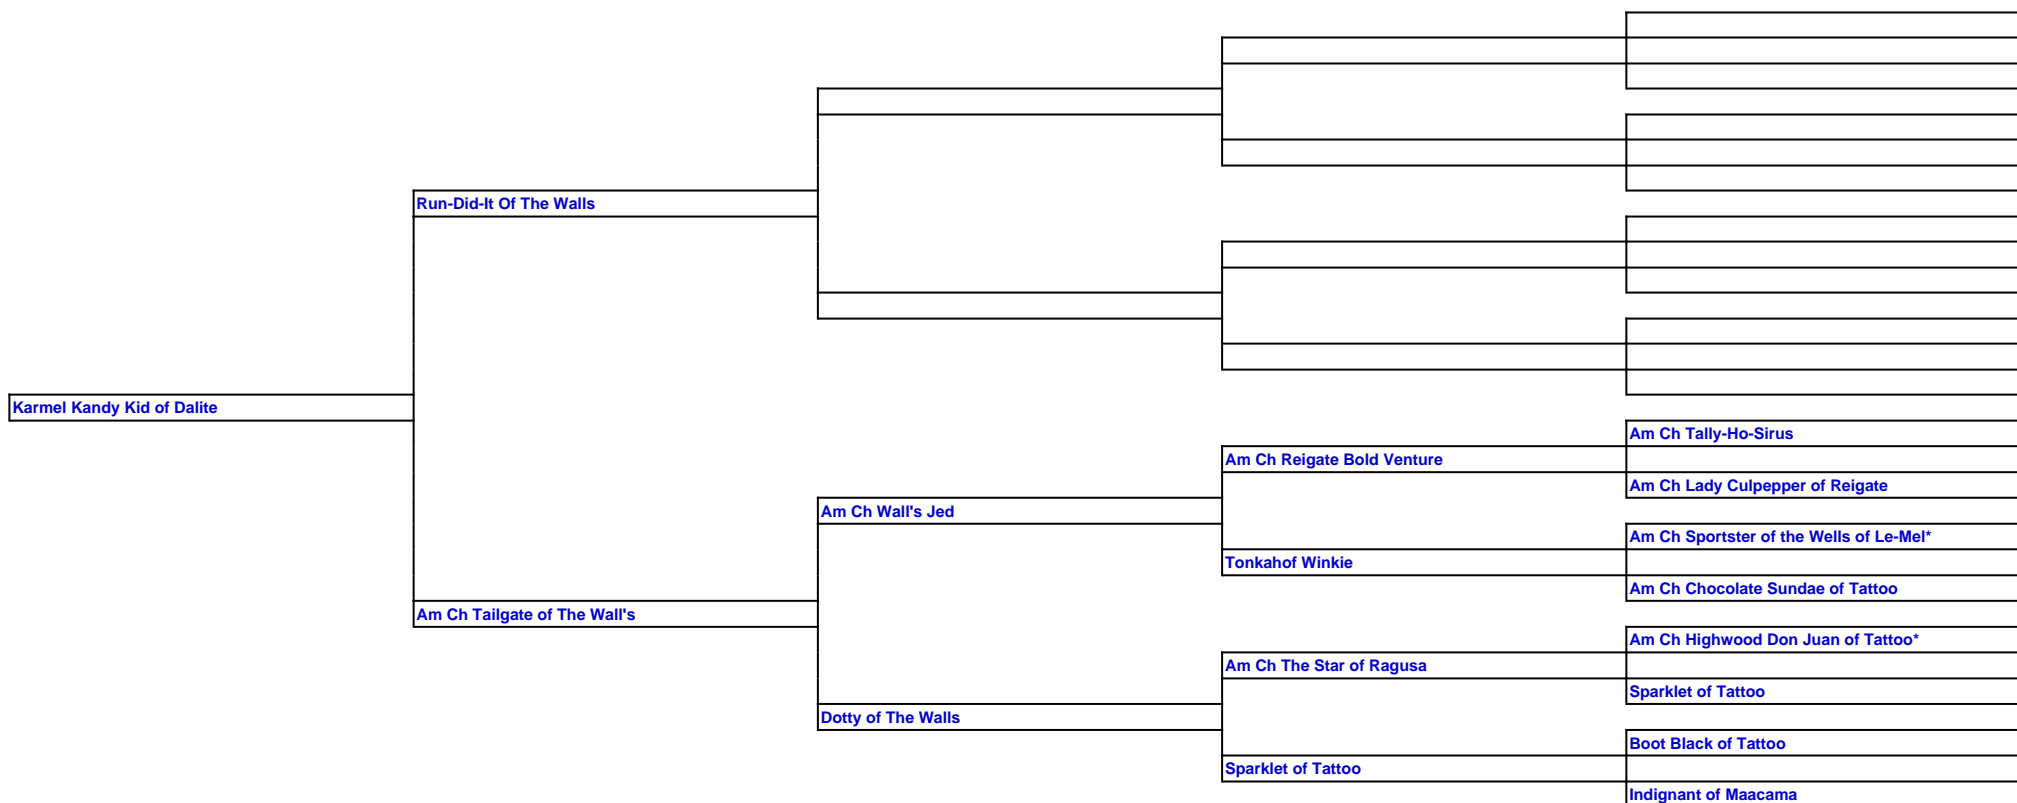 Run-Did-It Of The Walls
Karmel Kandy Kid of Dalite
Am Ch Tally-Ho-Sirus
Am Ch Reigate Bold Venture
Am Ch Lady Culpepper of Reigate
Am Ch Wall's Jed
Am Ch Sportster of the Wells of Le-Mel*
Tonkahof Winkie
Am Ch Chocolate Sundae of Tattoo
Am Ch Tailgate of The Wall's
Am Ch Highwood Don Juan of Tattoo*
Am Ch The Star of Ragusa
Sparklet of Tattoo
Dotty of The Walls
Boot Black of Tattoo
Sparklet of Tattoo
Indignant of Maacama